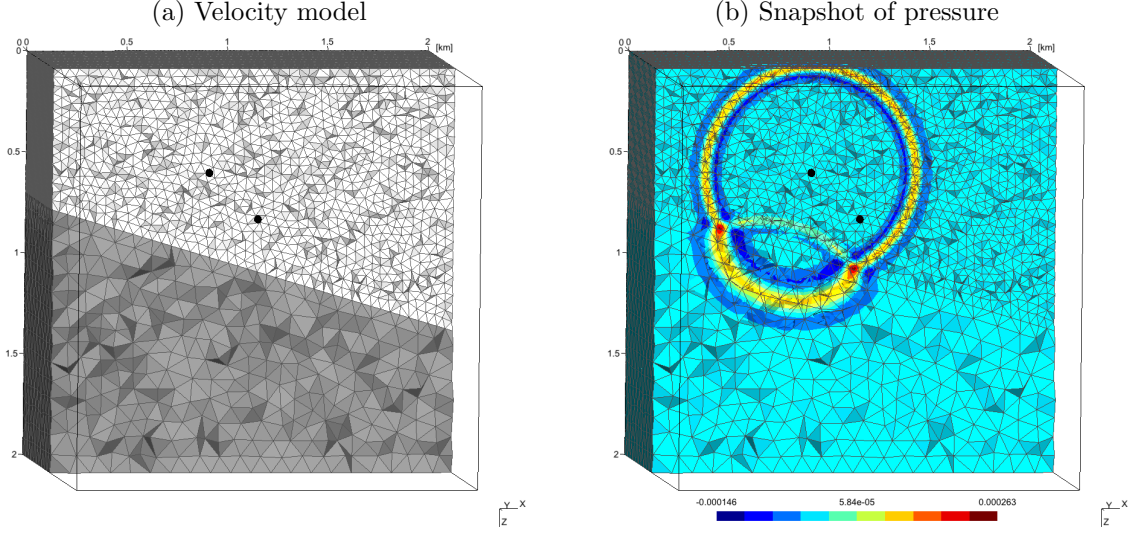 (a) Velocity model
(b) Snapshot of pressure
0.0 0.5 1 1.5 2 [km]
0
0.5
1
1.5
2
Y X
Z
0.0 0.5 1 1.5 2 [km]
0
0.5
1
1.5
2
-0.000146 5.84e-05 0.000263
Y X
Z